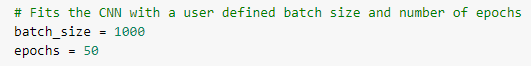 # Fits the CNN with a user defined batch size and number of epochs
batch_size = 1000
epochs = 50